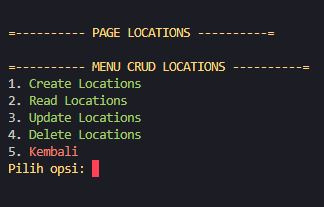 =---------- PAGE LOCATIONS ----------=
=---------- MENU CRUD LOCATIONS ----------=
1. Create Locations
2. Read Locations
3. Update Locations
4. Delete Locations
5. Kembali
Pilih opsi: